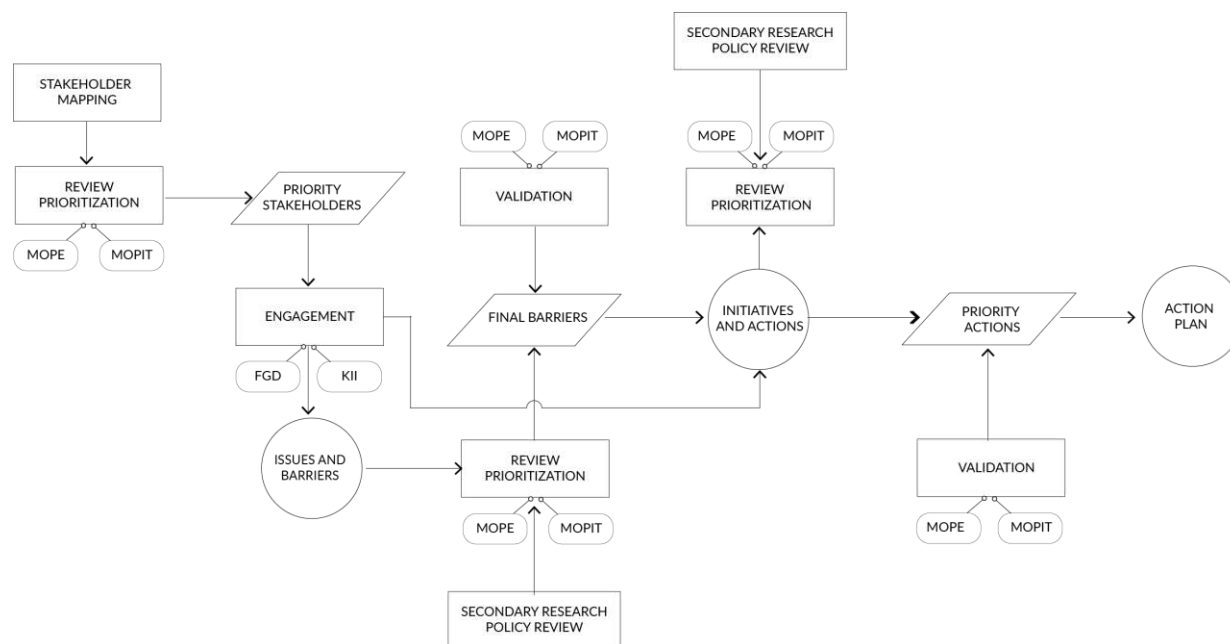 SECONDARY RESEARCH
POLICY REVIEW
STAKEHOLDER
MAPPING
MOPE
MOPIT
MOPE
MOPIT
REVIEW
PRIORITIZATION
PRIORITY
STAKEHOLDERS
VALIDATION
REVIEW
PRIORITIZATION
MOPE
MOPIT
ENGAGEMENT
FINAL BARRIERS
INITIATIVES
AND ACTIONS
PRIORITY
ACTIONS
ACTION
PLAN
FGD
KII
ISSUES AND
BARRIERS
REVIEW
PRIORITIZATION
VALIDATION
MOPE
MOPIT
MOPE
MOPIT
SECONDARY RESEARCH
POLICY REVIEW